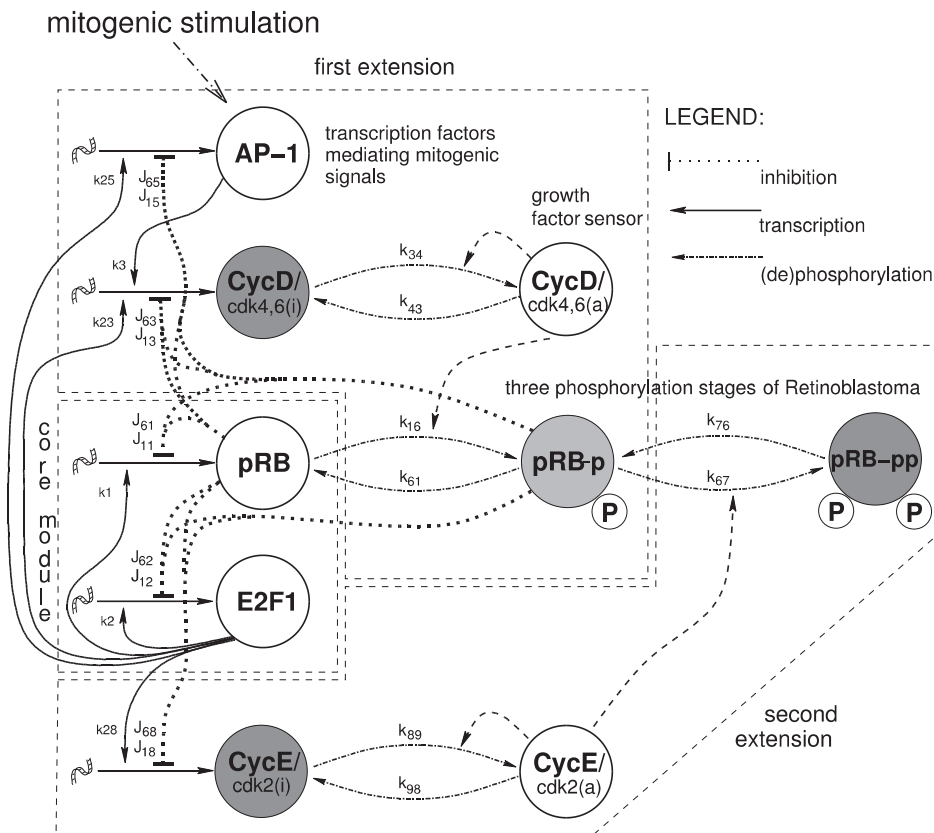 mitogenic stimulation
first extension
LEGEND:
inhibition
transcription
(de)phosphorylation
AP-1
transcription factors
mediating mitogenic
signals
k25
J65
J15
growth
factor sensor
k3
CycD/
cdk4,6(i)
k34
k43
CycD/
cdk4,6(a)
k23
J63
J13
three phosphorylation stages of Retinoblastoma
core module
J61
J11
k1
pRB
k16
k61
pRB-p
P
k76
k67
pRB-pp
P
P
J62
J12
k2
E2F1
k28
J68
J18
CycE/
cdk2(i)
k89
k98
CycE/
cdk2(a)
second
extension